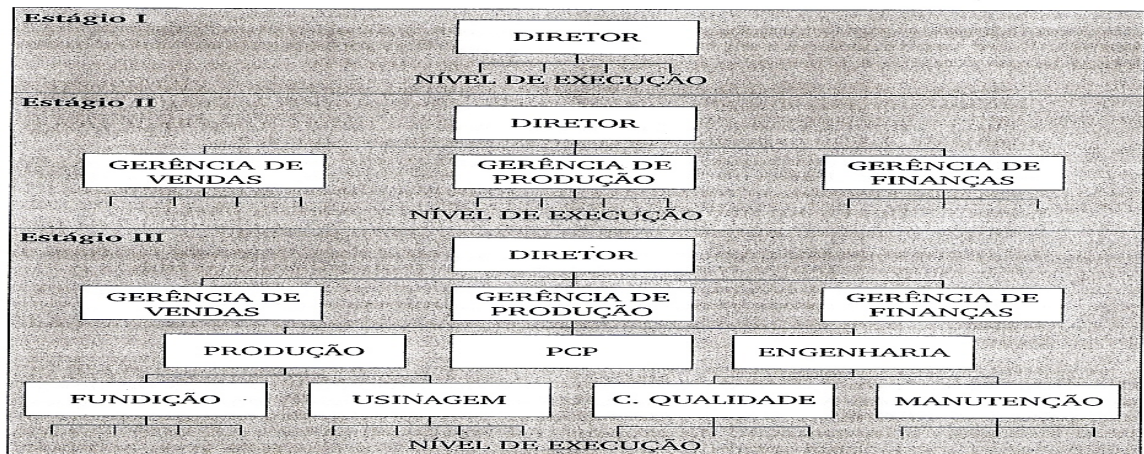 Estágio I
DIRETOR
NÍVEL DE EXECUÇÃO
Estágio II
DIRETOR
GERÊNCIA DE
VENDAS
GERÊNCIA DE
PRODUÇÃO
GERÊNCIA DE
FINANÇAS
NÍVEL DE EXECUÇÃO
Estágio III
DIRETOR
GERÊNCIA DE
VENDAS
GERÊNCIA DE
PRODUÇÃO
GERÊNCIA DE
FINANÇAS
PRODUÇÃO
PCP
ENGENHARIA
FUNDIÇÃO
USINAGEM
C. QUALIDADE
MANUTENÇÃO
NÍVEL DE EXECUÇÃO